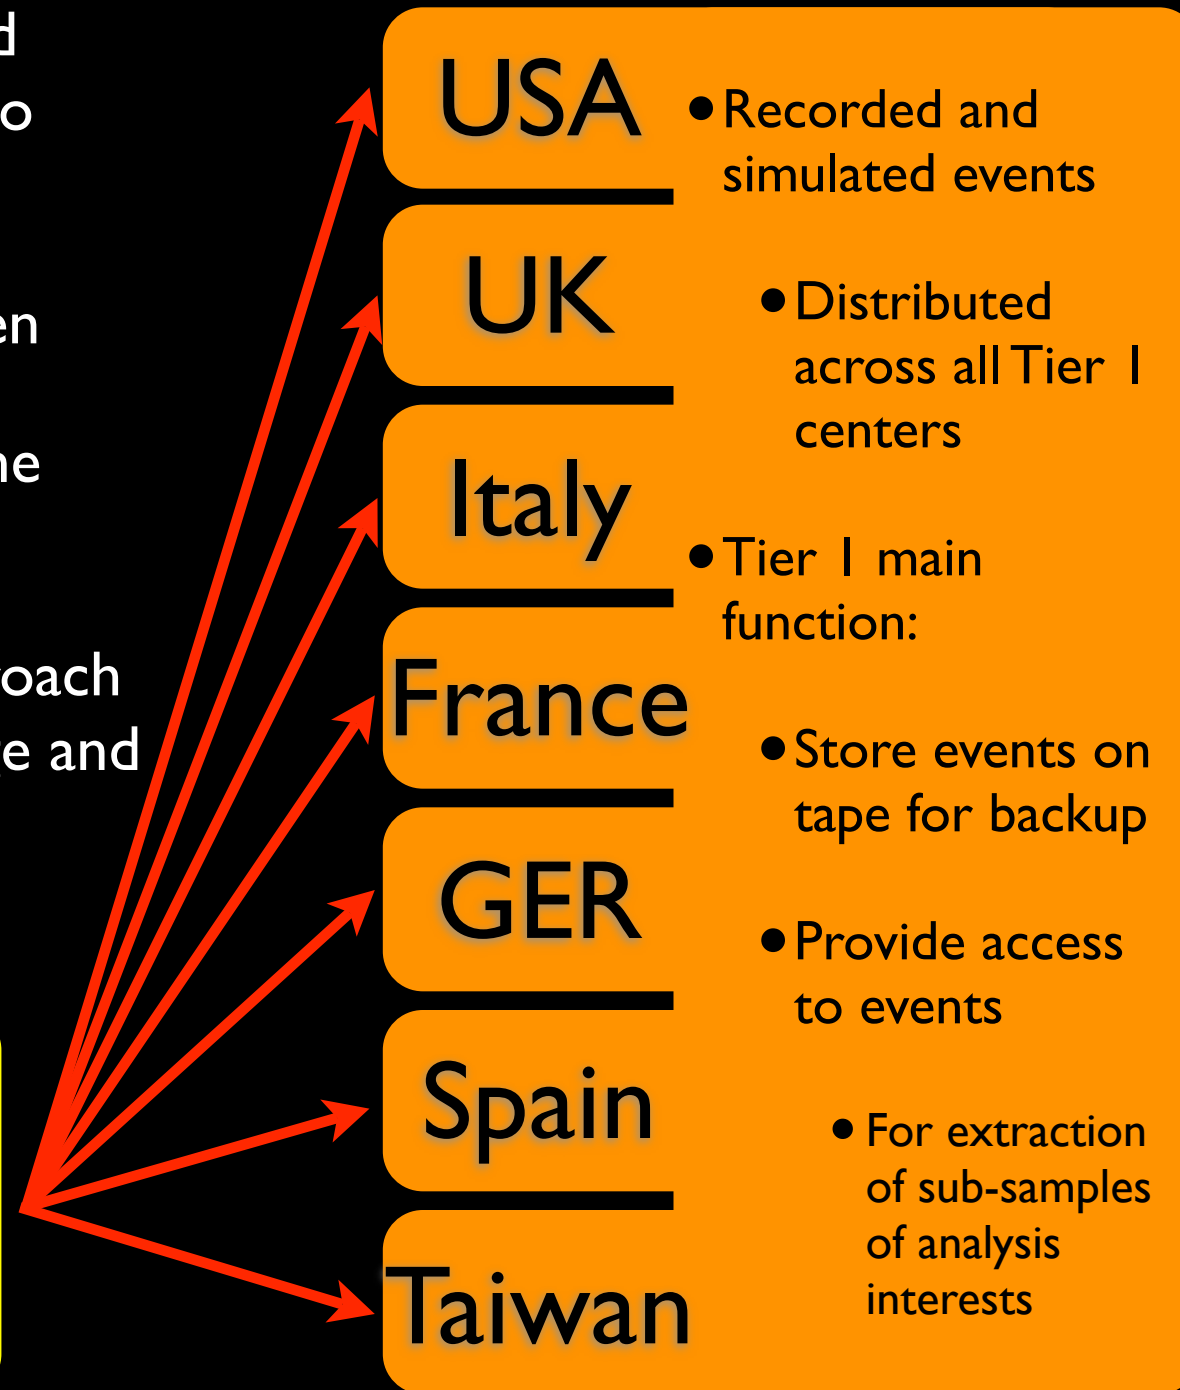 and
USA
UK
Italy
France
GER
Spain
Taiwan
• Recorded and
simulated events
• Distributed
across all Tier 1
centers
• Tier 1 main
function:
• Store events on
tape for backup
• Provide access
to events
• For extraction
of sub-samples
of analysis
interests